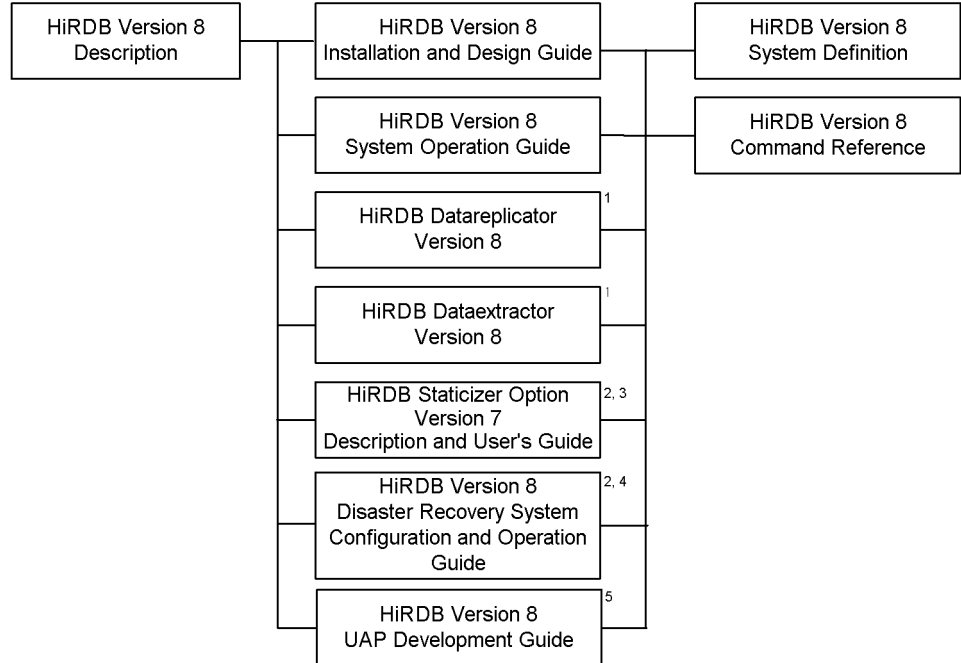 HiRDB Version 8
Description
HiRDB Version 8
Installation and Design Guide
HiRDB Version 8
System Definition
HiRDB Version 8
System Operation Guide
HiRDB Version 8
Command Reference
1
HiRDB Datareplicator
Version 8
1
HiRDB Dataextractor
Version 8
2, 3
HiRDB Staticizer Option
Version 7
Description and User's Guide
2, 4
HiRDB Version 8
Disaster Recovery System
Configuration and Operation
Guide
5
HiRDB Version 8
UAP Development Guide